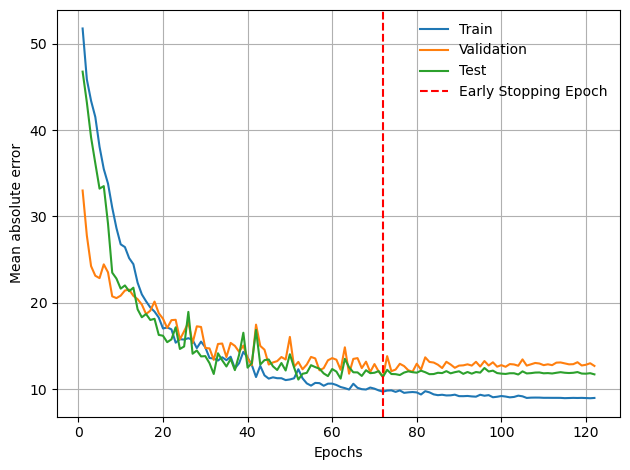 Train
Validation
Test
Early Stopping Epoch
Mean absolute error
50
40
30
20
10
0 20 40 60 80 100 120
Epochs